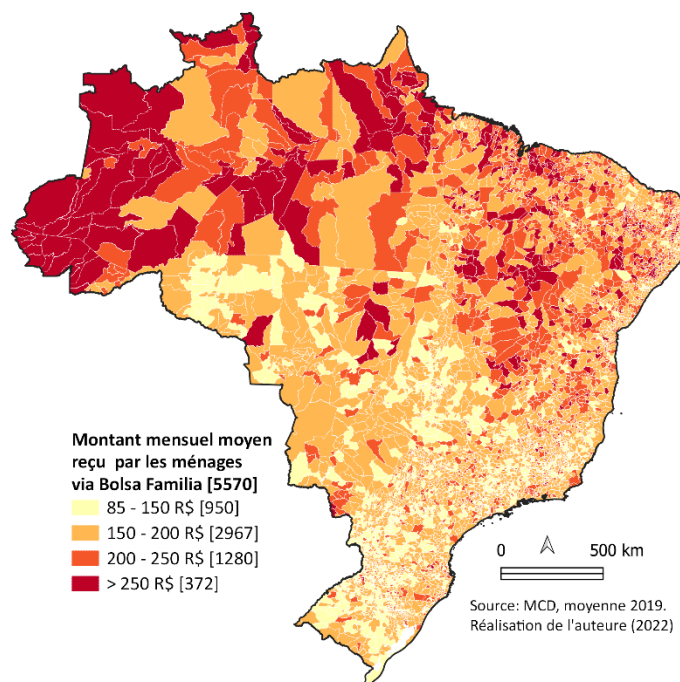 Montant mensuel moyen
reçu par les ménages
via Bolsa Familia [5570]
85 - 150 R$ [950]
150 - 200 R$ [2967]
200 - 250 R$ [1280]
> 250 R$ [372]
0 500 km
Source: MCD, moyenne 2019.
Réalisation de l'auteure (2022)